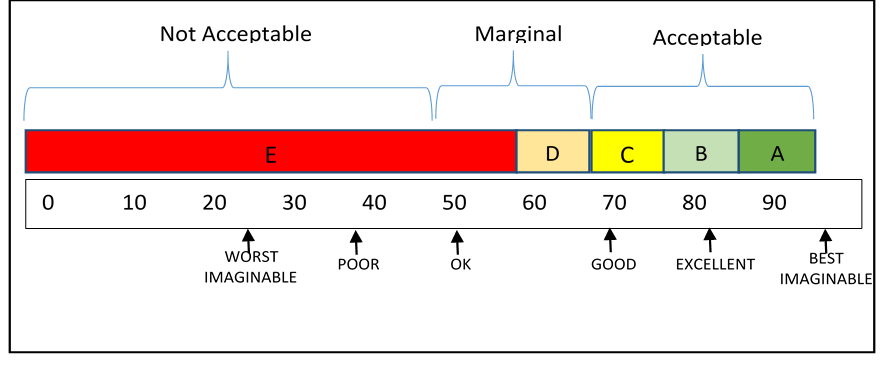 Not Acceptable Marginal Acceptable
E D C B A
0 10 20 30 40 50 60 70 80 90
WORST
IMAGINABLE
POOR
OK
GOOD
EXCELLENT
BEST
IMAGINABLE